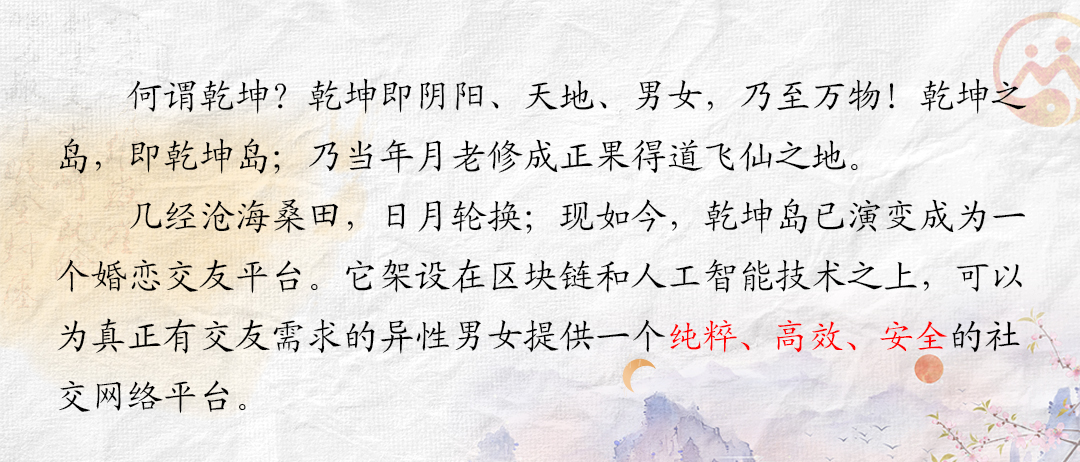 何谓乾坤？乾坤即阴阳、天地、男女，乃至万物！乾坤之
岛，即乾坤岛；乃当年月老修成正果得道飞仙之地。
几经沧海桑田，日月轮换；现如今，乾坤岛已演变成为一
个婚恋交友平台。它架设在区块链和人工智能技术之上，可以
为真正有交友需求的异性男女提供一个纯粹、高效、安全的社
交网络平台。